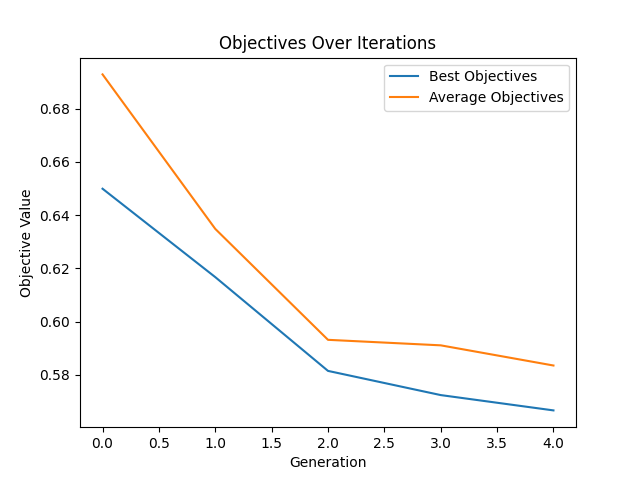 Objectives Over Iterations
Best Objectives
Average Objectives
Objective Value
0.68
0.66
0.64
0.62
0.60
0.58
0.0 0.5 1.0 1.5 2.0 2.5 3.0 3.5 4.0
Generation